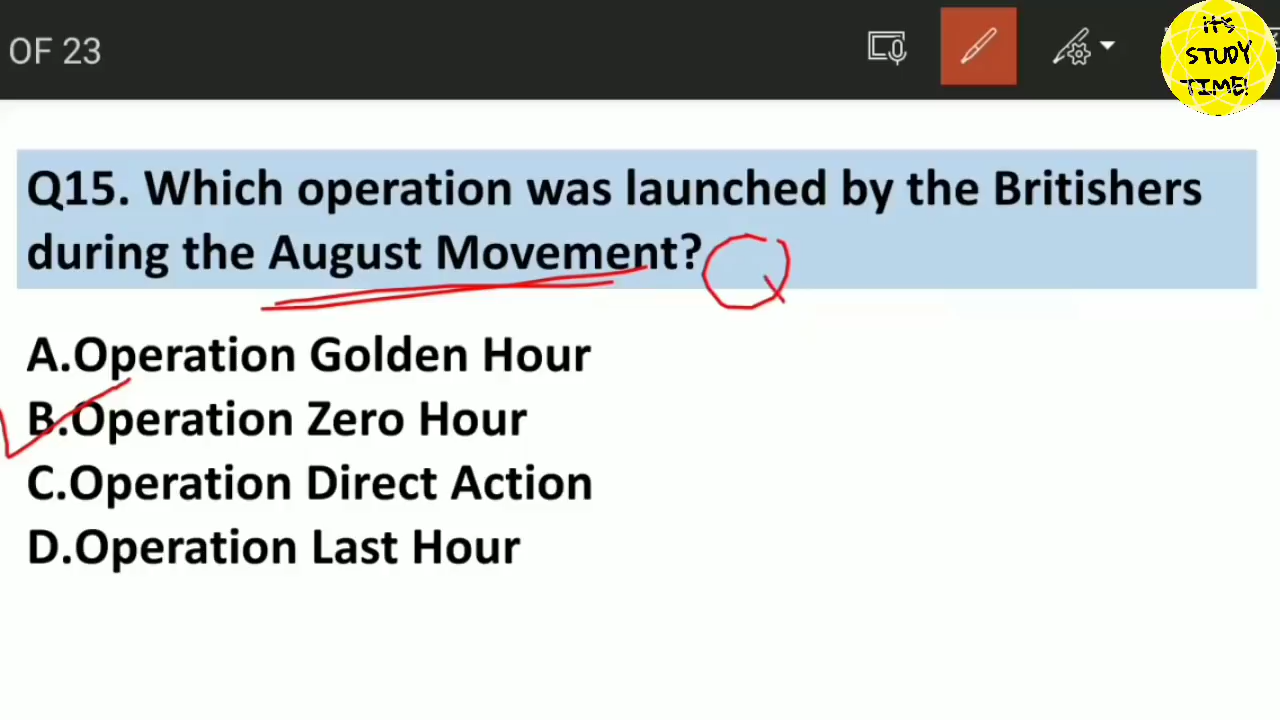 OF 23
iTS
STUDY
TIME!
Q15. Which operation was launched by the Britishers
during the August Movement?
A.Operation Golden Hour
B.Operation Zero Hour
C.Operation Direct Action
D.Operation Last Hour